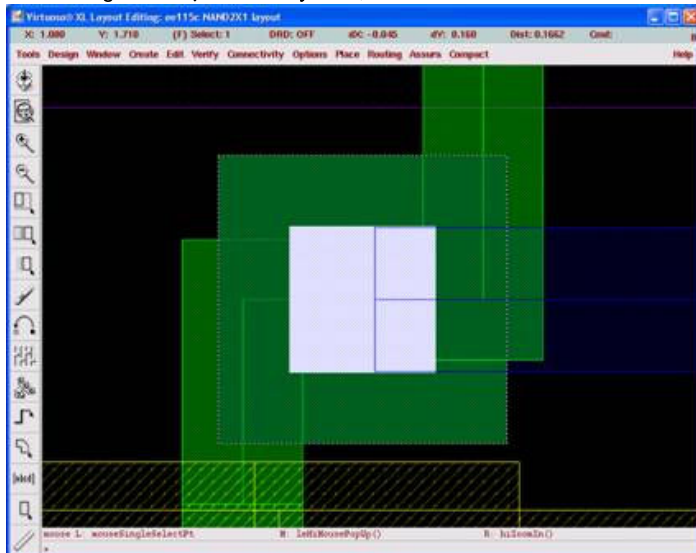 Virtuoso® XL Layout Editing: ee115c NAND2X1 layout
X: 1.080 Y: 1.710 (F) Select: 1 DRD: OFF dX: -0.045 dY: 0.160 Dist: 0.1662 Cmd:
Tools Design Window Create Edit Verify Connectivity Options Place Routing Assura Compact Help
[abcd]
mouse L: mouseSingleSelectPt M: leHiMousePopUp() R: hiZoomIn()
>